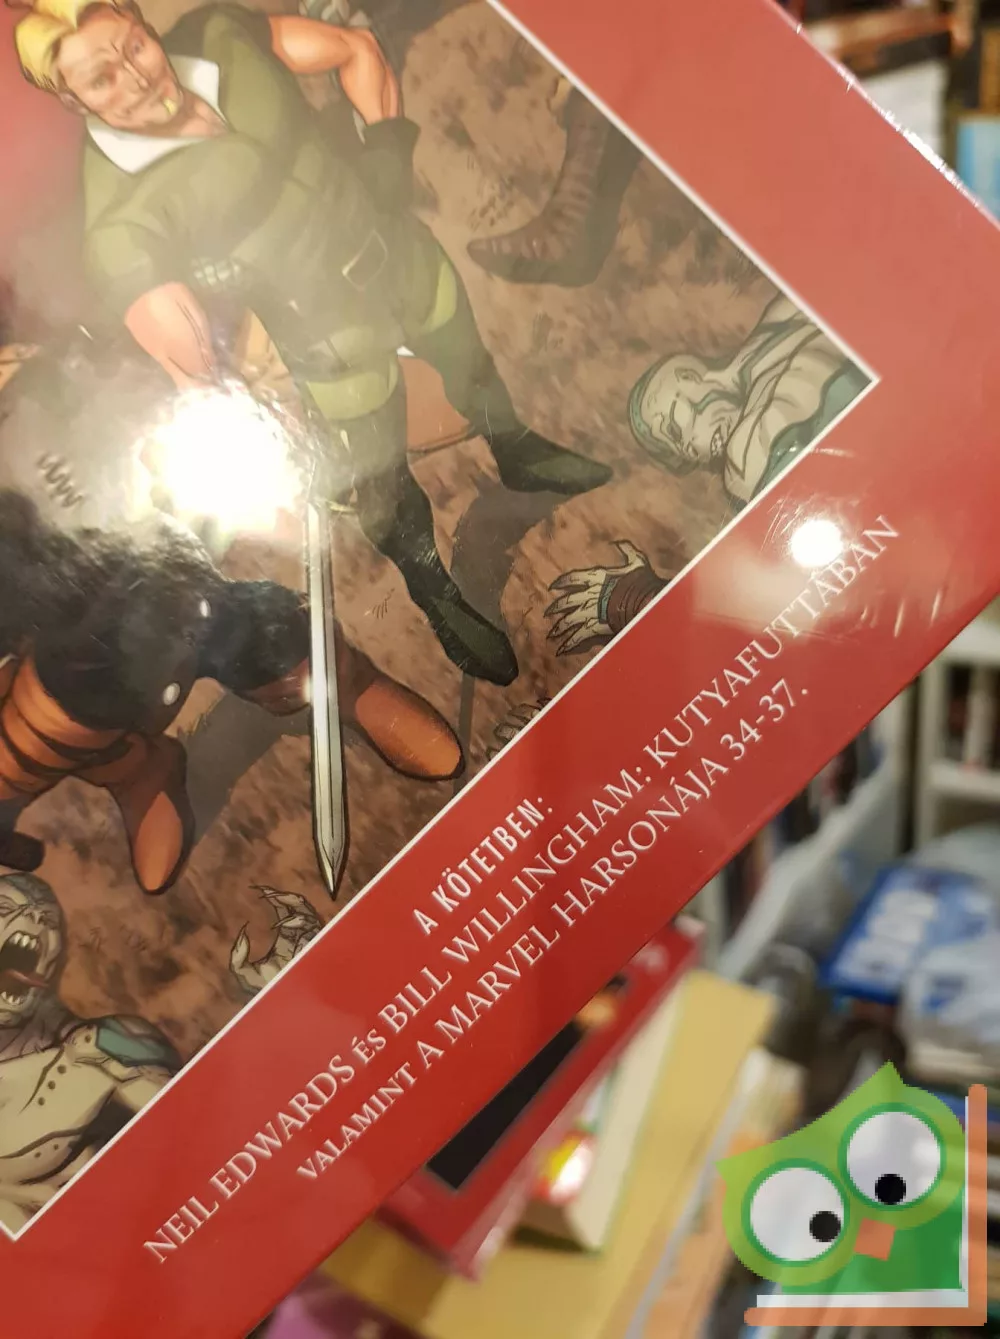 A KÖTETBEN:
NEIL EDWARDS és BILL WILLINGHAM: KUTYAFUTTÁBAN
VALAMINT A MARVEL HARSONÁJA 34-37.